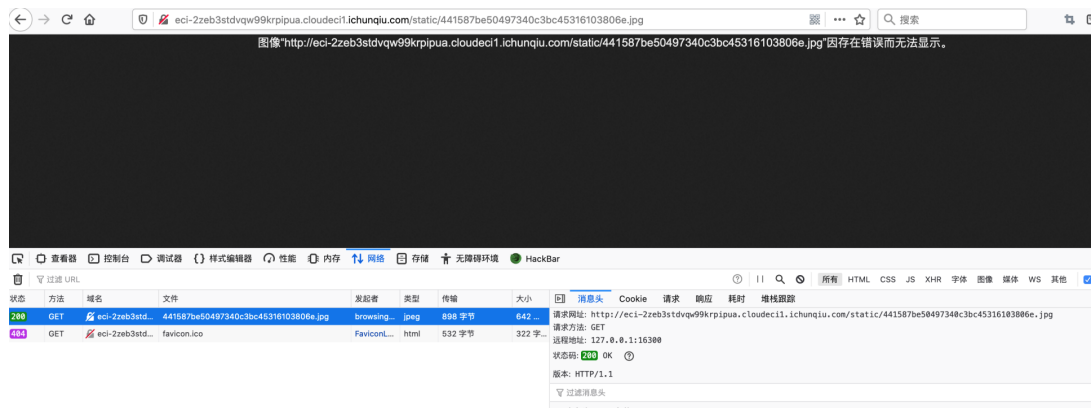 eci-2zeb3stdvqw99krpipua.cloudeci1.ichunqiu.com/static/441587be50497340c3bc45316103806e.jpg
搜索
图像“http://eci-2zeb3stdvqw99krpipua.cloudeci1.ichunqiu.com/static/441587be50497340c3bc45316103806e.jpg”因存在错误而无法显示。
查看器 控制台 调试器 {} 样式编辑器 性能 内存 网络 存储 无障碍环境 HackBar
过滤 URL
所有 HTML CSS JS XHR 字体 图像 媒体 WS 其他
状态 方法 域名 文件 发起者 类型 传输 大小
消息头 Cookie 请求 响应 耗时 堆栈跟踪
200 GET eci-2zeb3std... 441587be50497340c3bc45316103806e.jpg browsing... jpeg 898 字节 642 ...
404 GET eci-2zeb3std... favicon.ico FaviconL... html 532 字节 322 字...
请求网址: http://eci-2zeb3stdvqw99krpipua.cloudeci1.ichunqiu.com/static/441587be50497340c3bc45316103806e.jpg
请求方法: GET
远程地址: 127.0.0.1:16300
状态码: 200 OK
版本: HTTP/1.1
过滤消息头